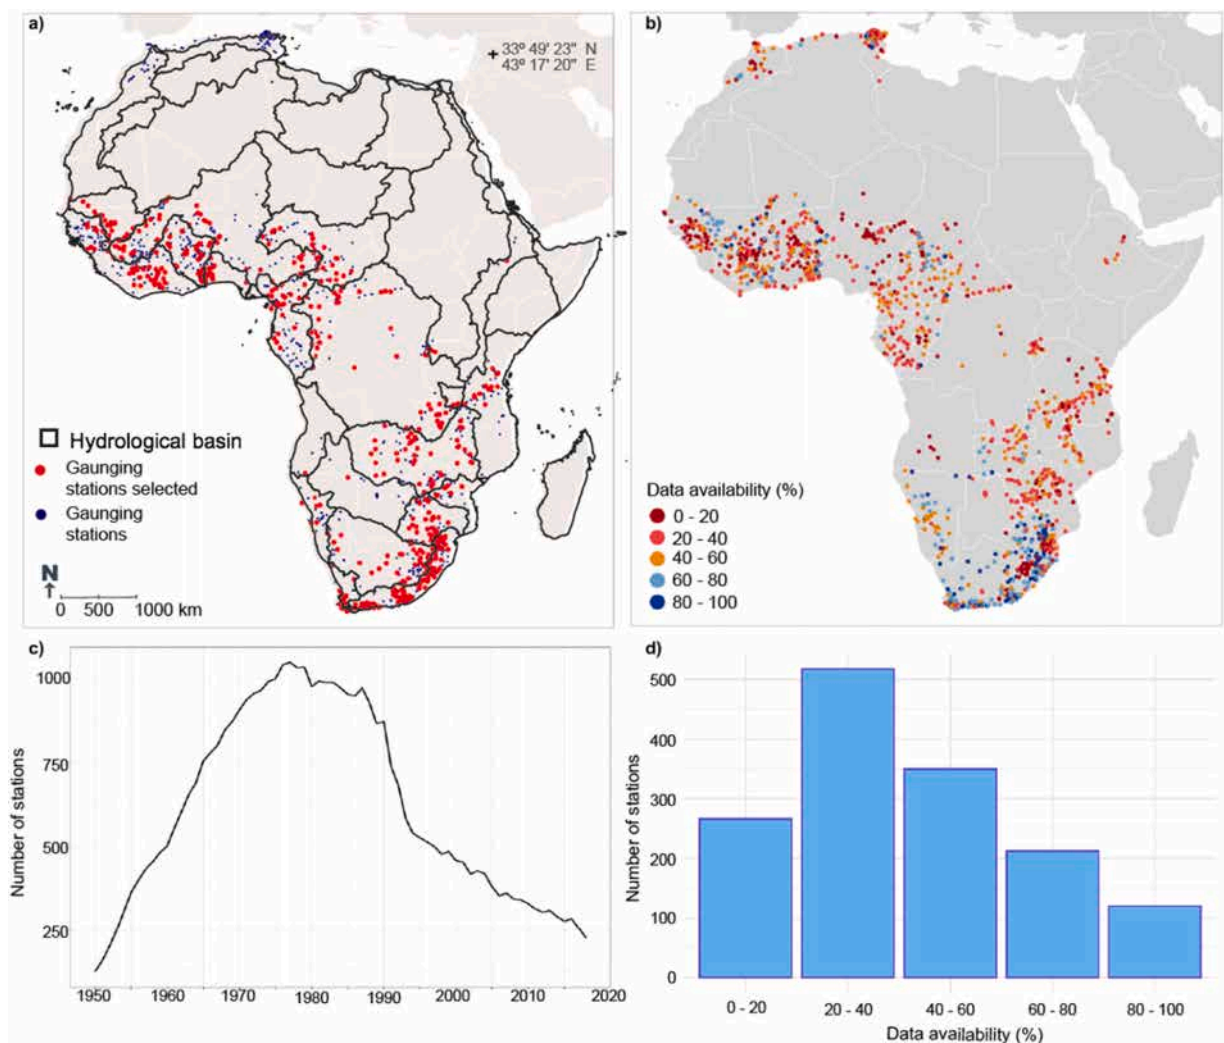 a)
33º 49' 23" N
43º 17' 20" E
Hydrological basin
Gaunging
stations selected
Gaunging
stations
N
0 500 1000 km
b)
Data availability (%)
0 - 20
20 - 40
40 - 60
60 - 80
80 - 100
c)
Number of stations
1000
750
500
250
1950 1960 1970 1980 1990 2000 2010 2020
d)
Number of stations
500
400
300
200
100
0
0 - 20 20 - 40 40 - 60 60 - 80 80 - 100
Data availability (%)